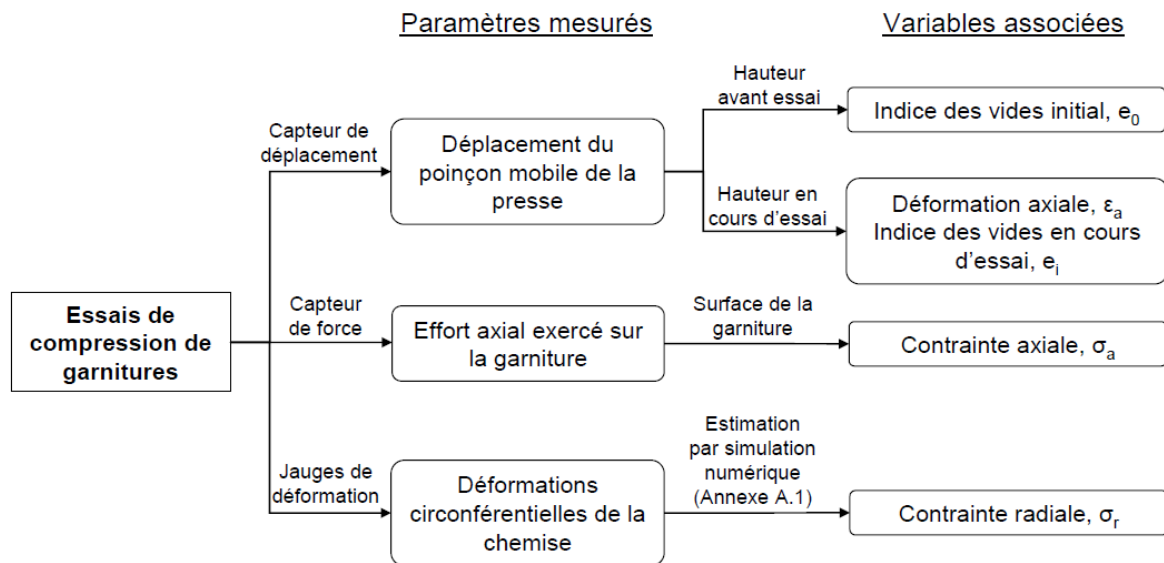 Paramètres mesurés
Variables associées
Hauteur
avant essai
Indice des vides initial, e0
Capteur de
déplacement
Déplacement du
poinçon mobile de la
presse
Hauteur en
cours d'essai
Déformation axiale, εa
Indice des vides en cours
d'essai, ei
Essais de
compression de
garnitures
Capteur
de force
Effort axial exercé sur
la garniture
Surface de la
garniture
Contrainte axiale, σa
Jauges de
déformation
Déformations
circonférentielles de la
chemise
Estimation
par simulation
numérique
(Annexe A.1)
Contrainte radiale, σr